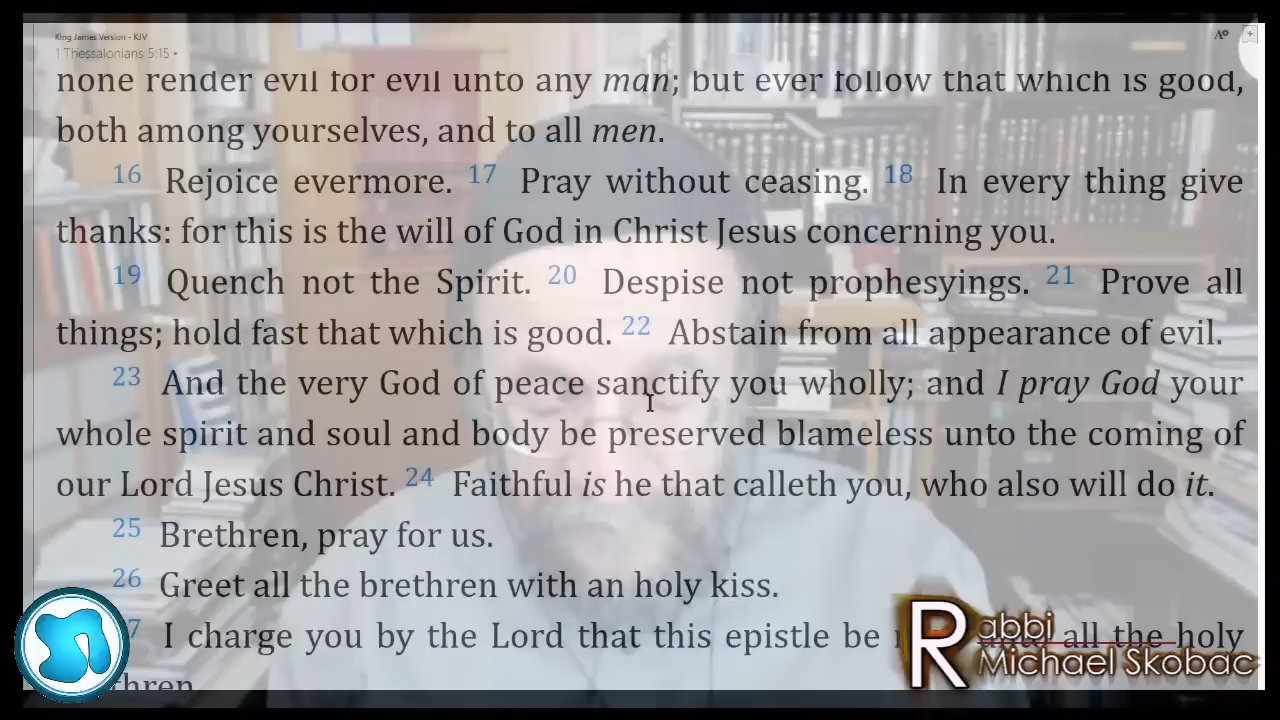 King James Version - KJV
1 Thessalonians 5:15
none render evil for evil unto any man; but ever follow that which is good,
both among yourselves, and to all men.
16 Rejoice evermore. 17 Pray without ceasing. 18 In every thing give
thanks: for this is the will of God in Christ Jesus concerning you.
19 Quench not the Spirit. 20 Despise not prophesyings. 21 Prove all
things; hold fast that which is good. 22 Abstain from all appearance of evil.
23 And the very God of peace sanctify you wholly; and I pray God your
whole spirit and soul and body be preserved blameless unto the coming of
our Lord Jesus Christ. 24 Faithful is he that calleth you, who also will do it.
25 Brethren, pray for us.
26 Greet all the brethren with an holy kiss.
7 I charge you by the Lord that this epistle be all the holy
thren
Rabbi
Michael Skobac